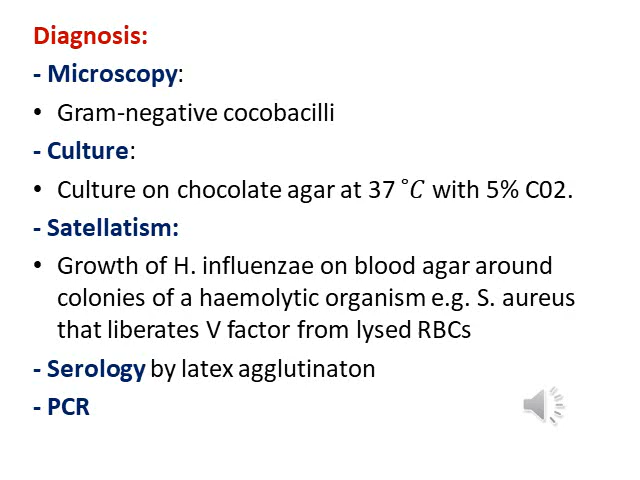 Diagnosis:
- Microscopy:
• Gram-negative cocobacilli
- Culture:
• Culture on chocolate agar at 37 °C with 5% C02.
- Satellatism:
• Growth of H. influenzae on blood agar around
colonies of a haemolytic organism e.g. S. aureus
that liberates V factor from lysed RBCs
- Serology by latex agglutinaton
- PCR